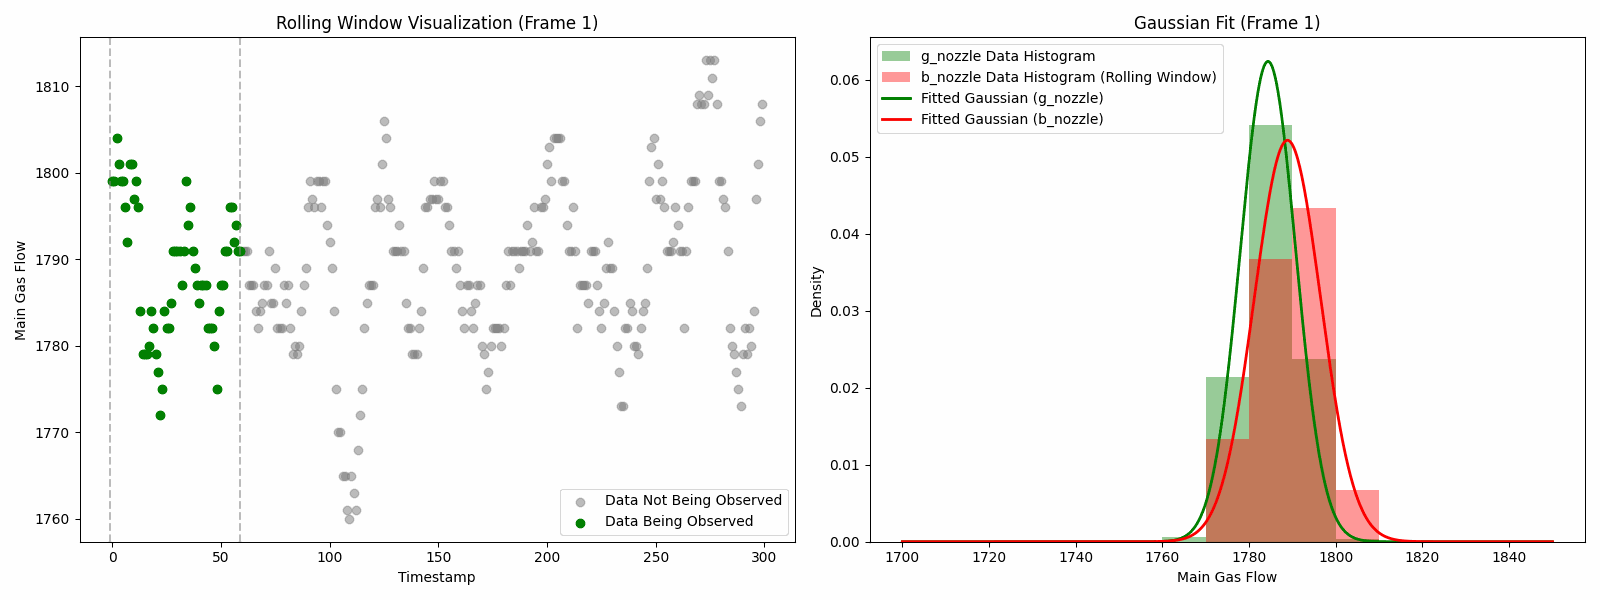 Rolling Window Visualization (Frame 1)
Main Gas Flow
1810
1800
1790
1780
1770
1760
0 50 100 150 200 250 300
Timestamp
Data Not Being Observed
Data Being Observed
Gaussian Fit (Frame 1)
g_nozzle Data Histogram
b_nozzle Data Histogram (Rolling Window)
Fitted Gaussian (g_nozzle)
Fitted Gaussian (b_nozzle)
Density
0.06
0.05
0.04
0.03
0.02
0.01
0.00
1700 1720 1740 1760 1780 1800 1820 1840
Main Gas Flow